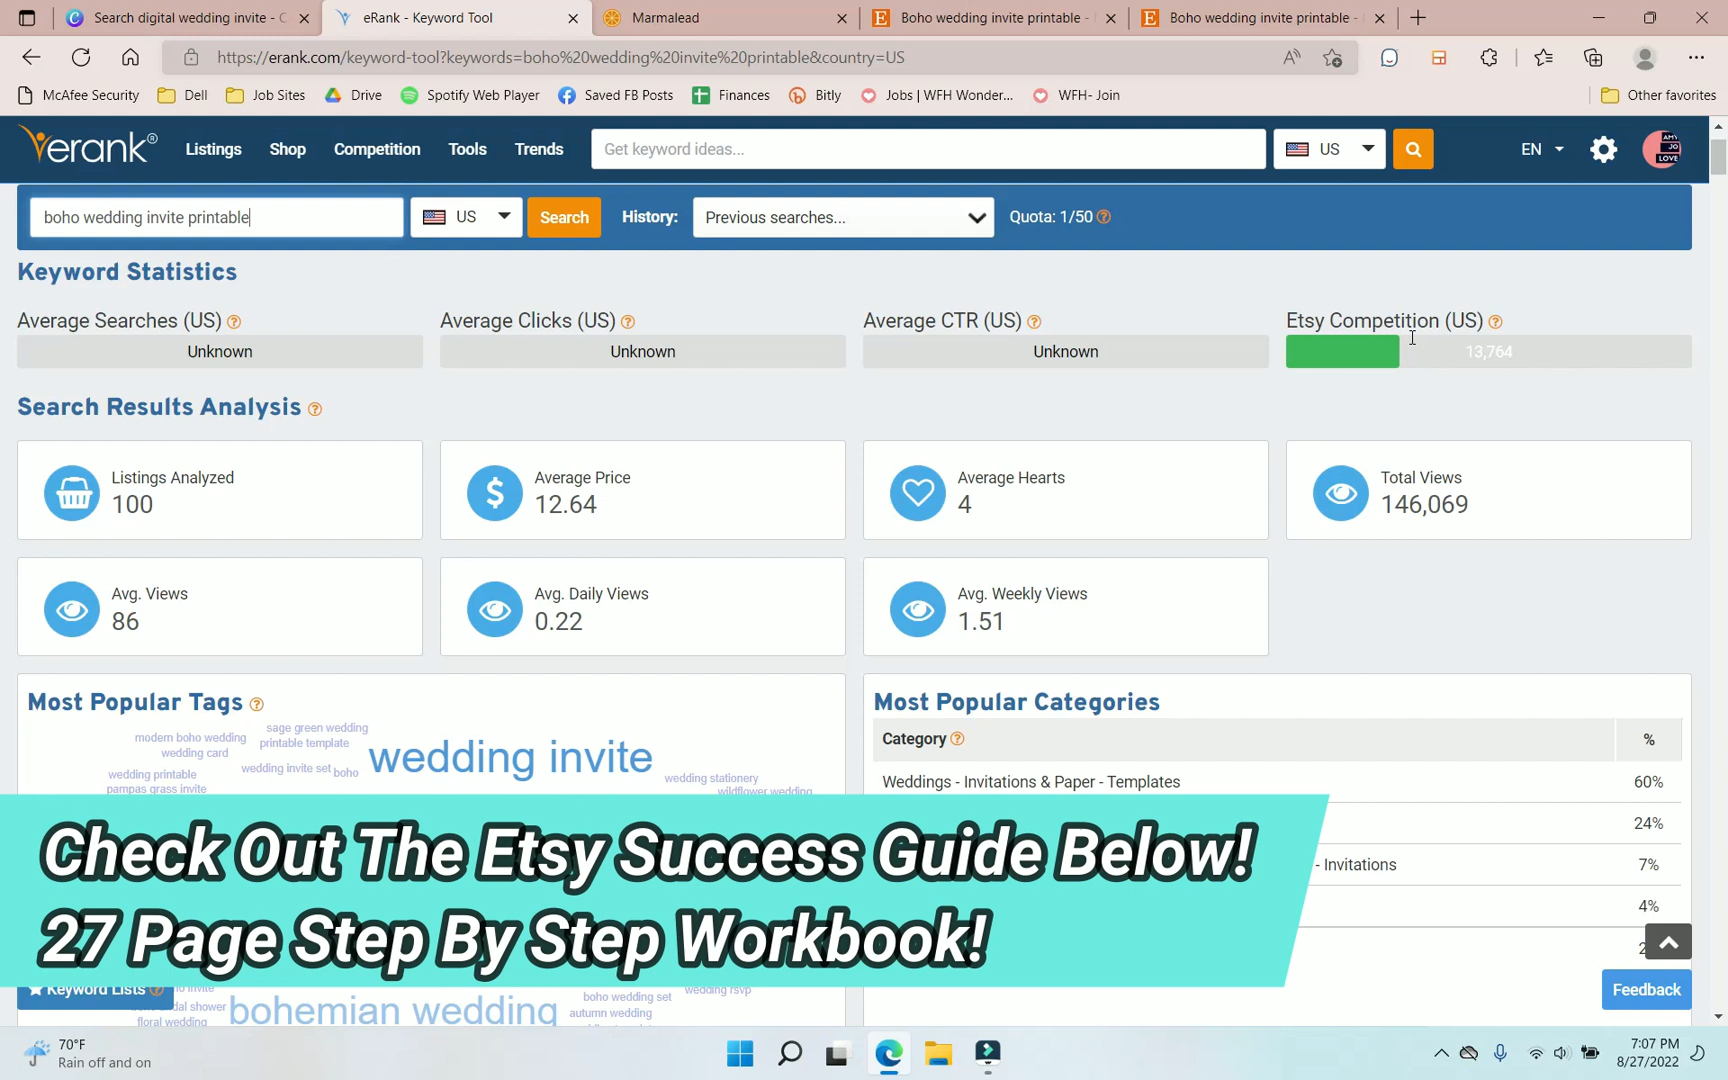 Search digital wedding invite - C
eRank - Keyword Tool
Marmalead
Boho wedding invite printable -
Boho wedding invite printable -
https://erank.com/keyword-tool?keywords=boho%20wedding%20invite%20printable&country=US
McAfee Security
Dell
Job Sites
Drive
Spotify Web Player
Saved FB Posts
Finances
Bitly
Jobs | WFH Wonder...
WFH- Join
Other favorites
erank®
Listings
Shop
Competition
Tools
Trends
Get keyword ideas...
US
EN
AMY
JO
LOVE
boho wedding invite printable
US
Search
History:
Previous searches...
Quota: 1/50
Keyword Statistics
Average Searches (US)
Average Clicks (US)
Average CTR (US)
Etsy Competition (US)
Unknown
Unknown
Unknown
13,764
Search Results Analysis
Listings Analyzed
100
Average Price
12.64
Average Hearts
4
Total Views
146,069
Avg. Views
86
Avg. Daily Views
0.22
Avg. Weekly Views
1.51
Most Popular Tags
modern boho wedding
sage green wedding
wedding card
printable template
wedding invite
wedding printable
wedding invite set
boho
wedding stationery
pampas grass invite
wildflower wedding
Most Popular Categories
Category
%
Weddings - Invitations & Paper - Templates
60%
24%
- Invitations
7%
4%
Check Out The Etsy Success Guide Below!
27 Page Step By Step Workbook!
Keyword Lists
bohemian wedding
floral wedding
boho wedding set
autumn wedding
wedding rsvp
Feedback
70°F
Rain off and on
7:07 PM
8/27/2022